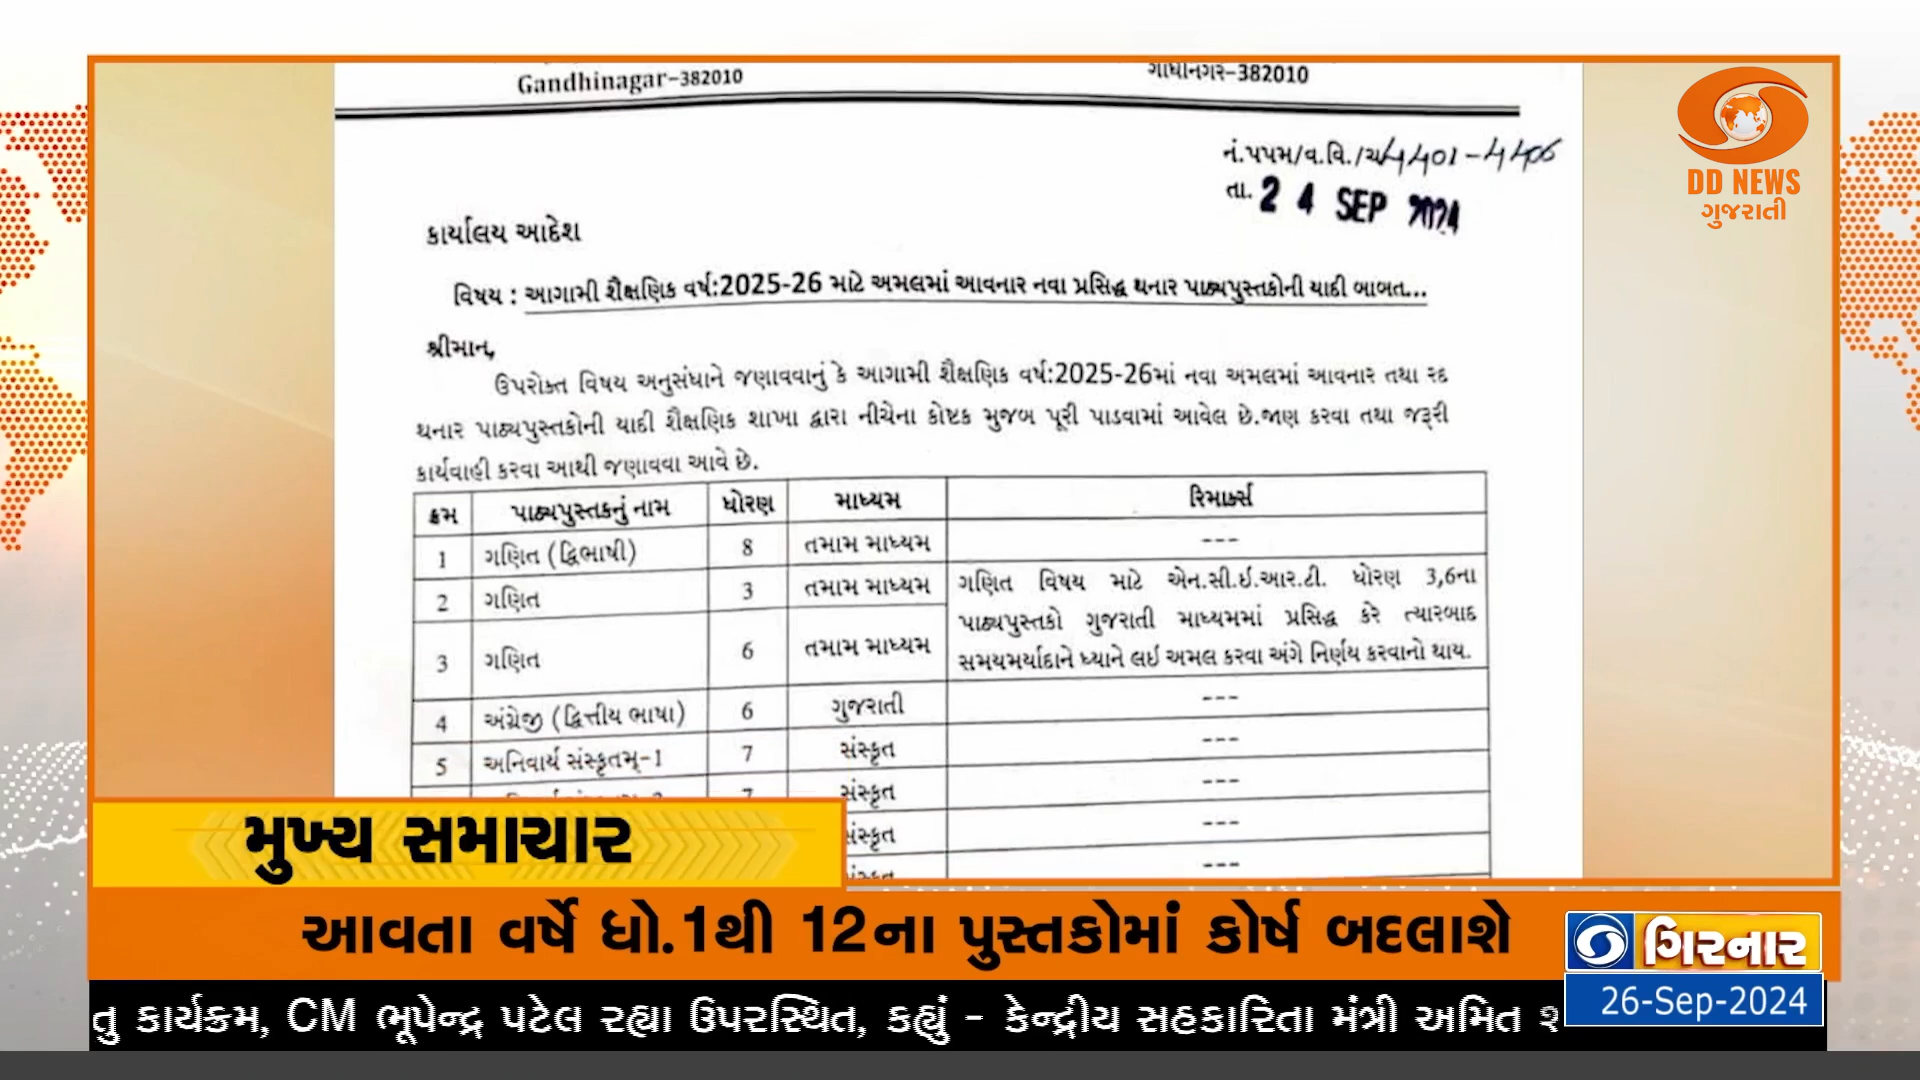 Gandhinagar-382010
ગાંધીનગર-382010
નં.પપમ/વ.વિ./ચ/4401-4406
તા. 24 SEP 2024
કાર્યાલય આદેશ
વિષય : આગામી શૈક્ષણિક વર્ષ:2025-26 માટે અમલમાં આવનાર નવા પ્રસિદ્ધ થનાર પાઠ્યપુસ્તકોની યાદી બાબત...
શ્રીમાન,
ઉપરોક્ત વિષય અનુસંધાને જણાવવાનું કે આગામી શૈક્ષણિક વર્ષ:2025-26માં નવા અમલમાં આવનાર તથા રદ
થનાર પાઠ્યપુસ્તકોની યાદી શૈક્ષણિક શાખા દ્વારા નીચેના કોષ્ટક મુજબ પૂરી પાડવામાં આવેલ છે.જાણ કરવા તથા જરૂરી
કાર્યવાહી કરવા આથી જણાવવા આવે છે.
ક્રમ પાઠ્યપુસ્તકનું નામ ધોરણ માધ્યમ રિમાર્ક્સ
1 ગણિત (દ્વિભાષી) 8 તમામ માધ્યમ ---
2 ગણિત 3 તમામ માધ્યમ ગણિત વિષય માટે એન.સી.ઇ.આર.ટી. ધોરણ 3,6ના
પાઠ્યપુસ્તકો ગુજરાતી માધ્યમમાં પ્રસિદ્ધ કરે ત્યારબાદ
3 ગણિત 6 તમામ માધ્યમ સમયમર્યાદાને ધ્યાને લઇ અમલ કરવા અંગે નિર્ણય કરવાનો થાય.
4 અંગ્રેજી (દ્વિત્તીય ભાષા) 6 ગુજરાતી ---
5 અનિવાર્ય સંસ્કૃતમ્-1 7 સંસ્કૃત ---
સંસ્કૃત ---
સંસ્કૃત ---
---
DD NEWS
ગુજરાતી
મુખ્ય સમાચાર
આવતા વર્ષે ધો.1થી 12ના પુસ્તકોમાં કોર્ષ બદલાશે
ગિરનાર
26-Sep-2024
તુ કાર્યક્રમ, CM ભૂપેન્દ્ર પટેલ રહ્યા ઉપરસ્થિત, કહ્યું - કેન્દ્રીય સહકારિતા મંત્રી અમિત